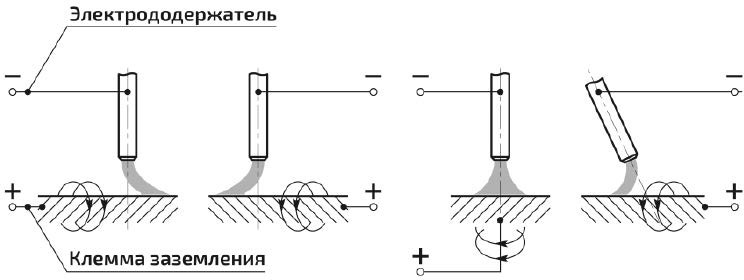 Электрододержатель
− − − −
+ + + +
Клемма заземления